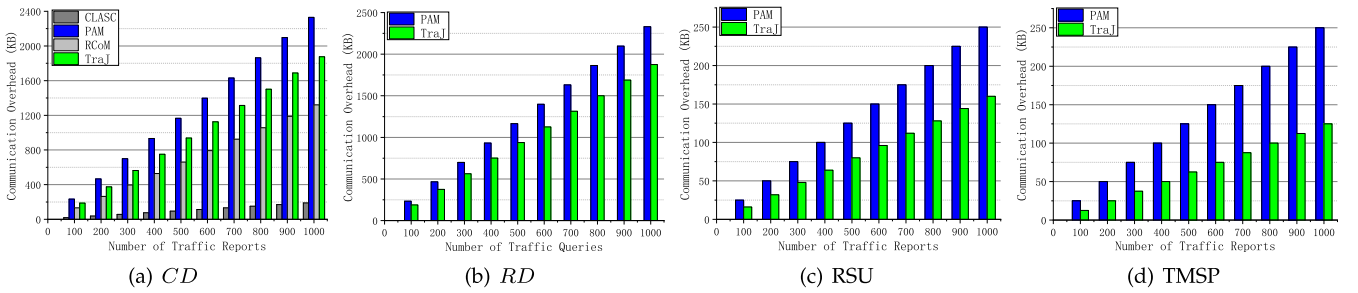 CLASC
PAM
RCoM
TraJ
Communication Overhead (KB)
2400
2000
1600
1200
800
400
0
0 100 200 300 400 500 600 700 800 900 1000
Number of Traffic Reports
(a) CD
PAM
TraJ
Communication Overhead (KB)
2500
2000
1500
1000
500
0
0 100 200 300 400 500 600 700 800 900 1000
Number of Traffic Queries
(b) RD
PAM
TraJ
Communication Overhead (KB)
250
200
150
100
50
0
0 100 200 300 400 500 600 700 800 900 1000
Number of Traffic Reports
(c) RSU
PAM
TraJ
Communication Overhead (KB)
250
200
150
100
50
0
0 100 200 300 400 500 600 700 800 900 1000
Number of Traffic Reports
(d) TMSP